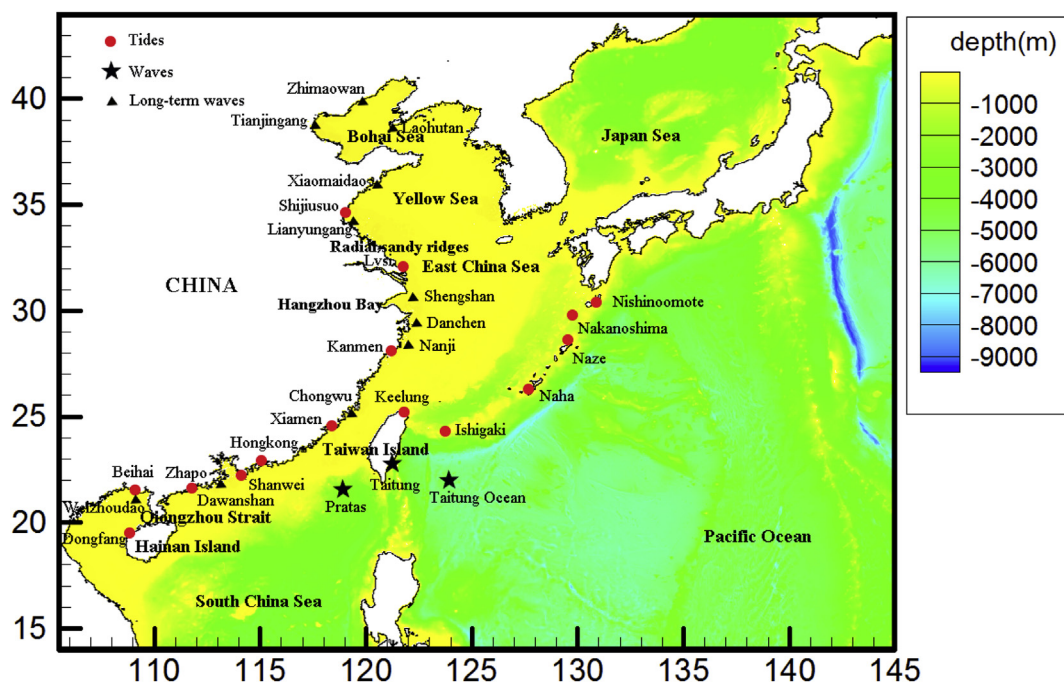 Tides
Waves
Long-term waves
depth(m)
-1000
-2000
-3000
-4000
-5000
-6000
-7000
-8000
-9000
40
35
30
25
20
15
110
115
120
125
130
135
140
145
Zhimaowan
Tianjingang
Laohutan
Bohai Sea
Japan Sea
Xiaomaidao
Yellow Sea
Shijiusuo
Lianyungang
Radial sandy ridges
Lvsi
East China Sea
CHINA
Shengshan
Hangzhou Bay
Nishinoomote
Danchen
Nakanoshima
Kanmen
Nanji
Naze
Chongwu
Keelung
Naha
Xiamen
Ishigaki
Hongkong
Taiwan Island
Beihai
Zhapo
Shanwei
Taitung
Taitung Ocean
Weizhoudao
Dawanshan
Pratas
Qiongzhou Strait
Dongfang
Hainan Island
Pacific Ocean
South China Sea